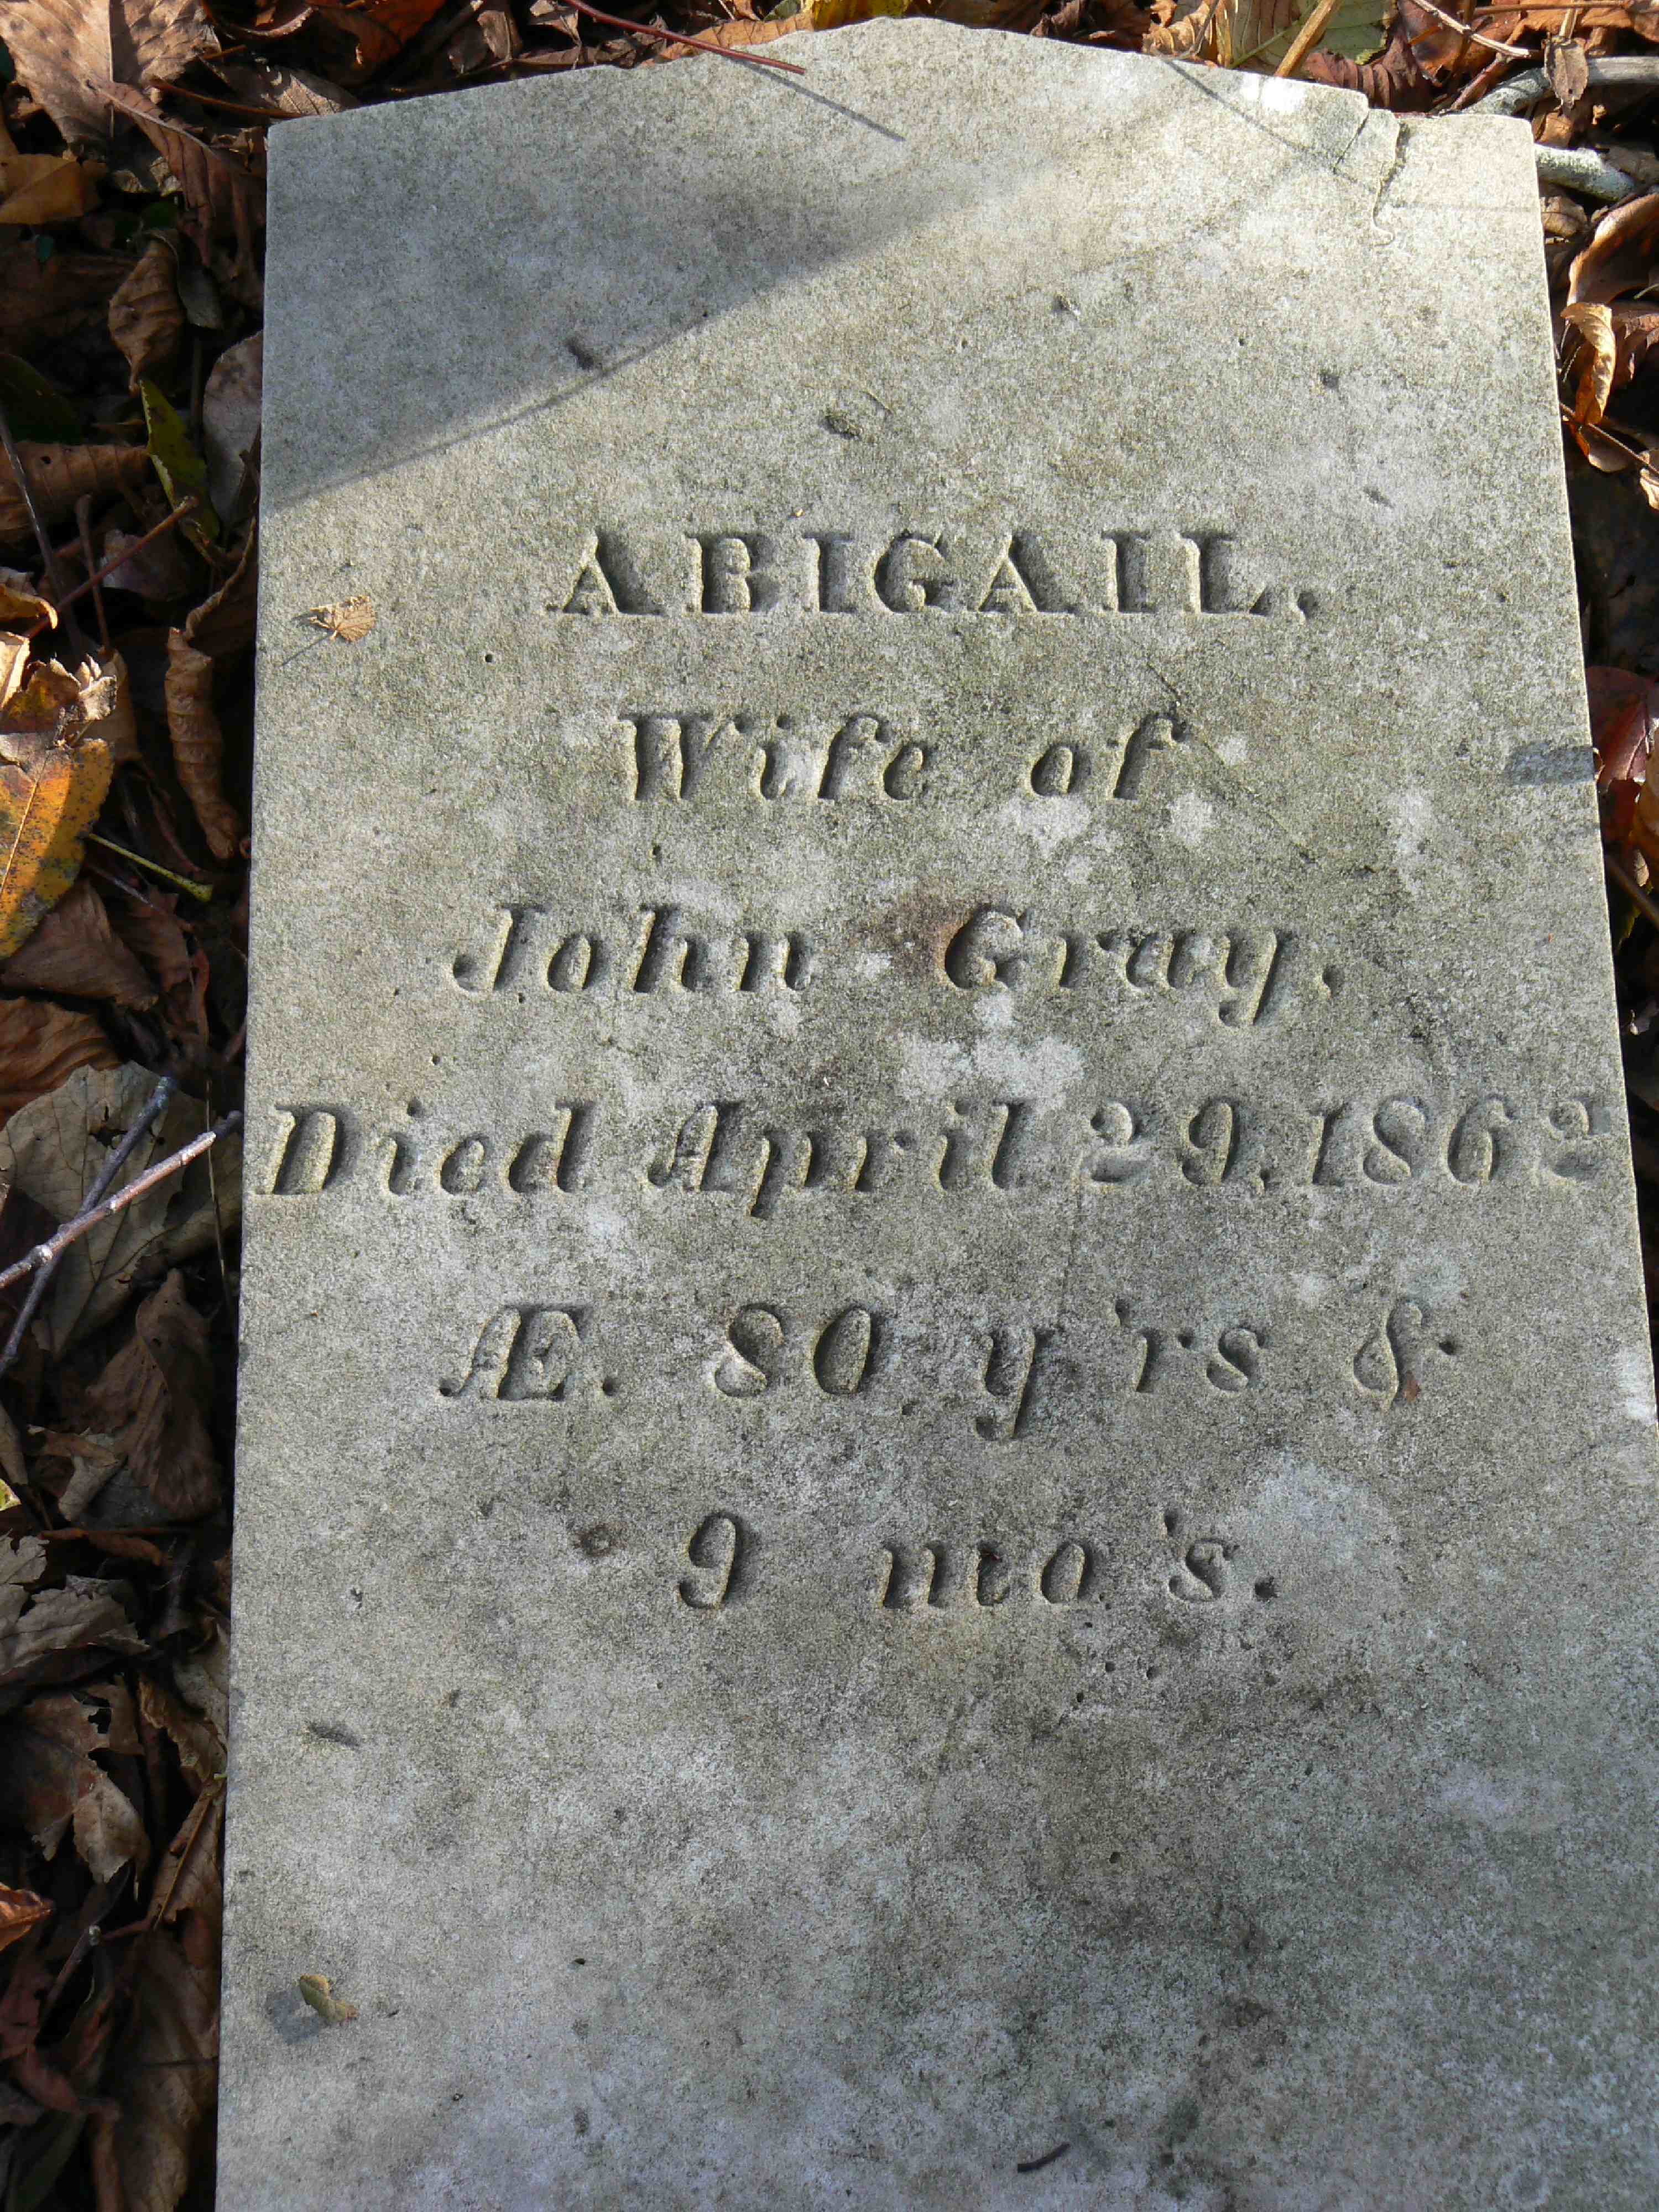 ABIGAIL,
Wife of
John Gray.
Died April 29, 1862
Æ. 80 y'rs &
9 mo's.